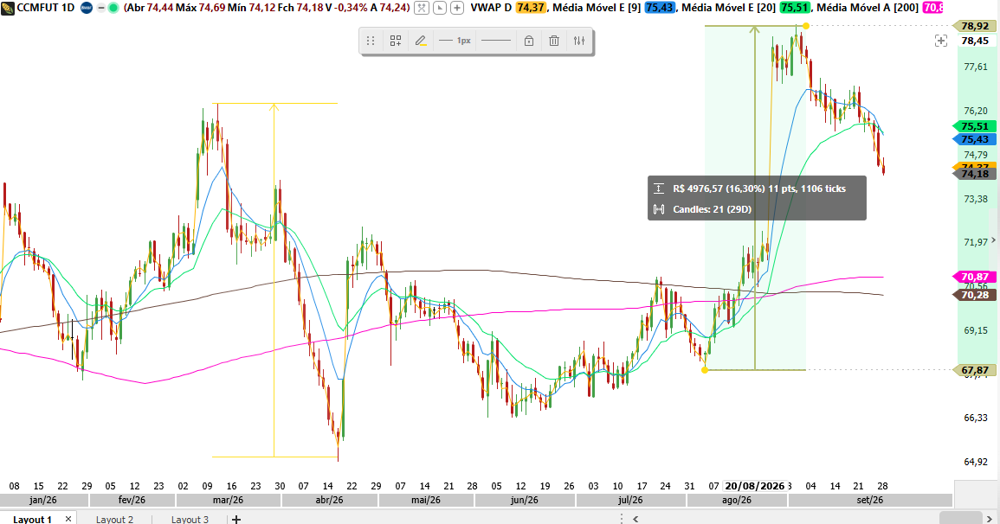 CCMFUT 1D (Abr 74,44 Máx 74,69 Mín 74,12 Fch 74,18 V -0,34% A 74,24) VWAP D 74,37, Média Móvel E [9] 75,43, Média Móvel E [20] 75,51, Média Móvel A [200] 70,8
1px
78,92
78,45
77,61
76,20
75,51
75,43
74,79
74,37
74,18
R$ 4976,57 (16,30%) 11 pts, 1106 ticks
Candles: 21 (29D)
73,38
71,97
70,87
70,56
70,28
69,15
67,87
66,33
64,92
08 15 22 29 05 12 23 02 09 16 23 30 07 14 22 29 07 14 21 28 05 12 19 26 03 10 17 24 31 07 20/08/2026 04 14 21 28
jan/26 fev/26 mar/26 abr/26 mai/26 jun/26 jul/26 ago/26 set/26
Layout 1 × Layout 2 Layout 3 +